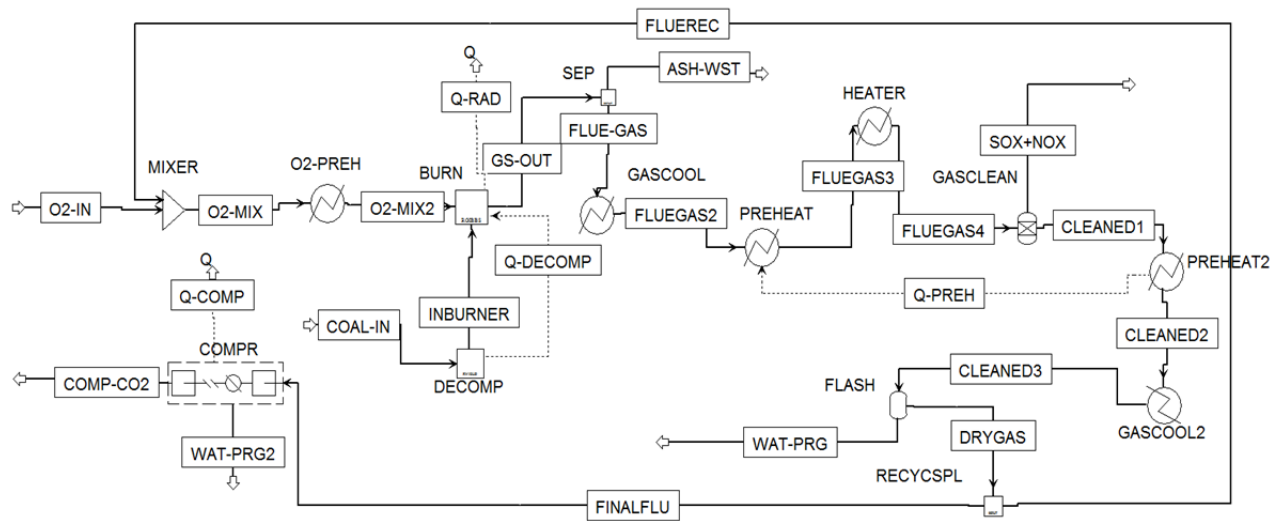 FLUEREC
Q
SEP
ASH-WST
Q-RAD
HEATER
FLUE-GAS
SOX+NOX
MIXER
O2-PREH
BURN
GS-OUT
GASCOOL
FLUEGAS3
GASCLEAN
O2-IN
O2-MIX
O2-MIX2
FLUEGAS2
PREHEAT
FLUEGAS4
CLEANED1
Q
Q-DECOMP
PREHEAT2
Q-COMP
INBURNER
Q-PREH
COAL-IN
CLEANED2
COMPR
COMP-CO2
DECOMP
FLASH
CLEANED3
WAT-PRG
DRYGAS
GASCOOL2
WAT-PRG2
RECYCSPL
FINALFLU